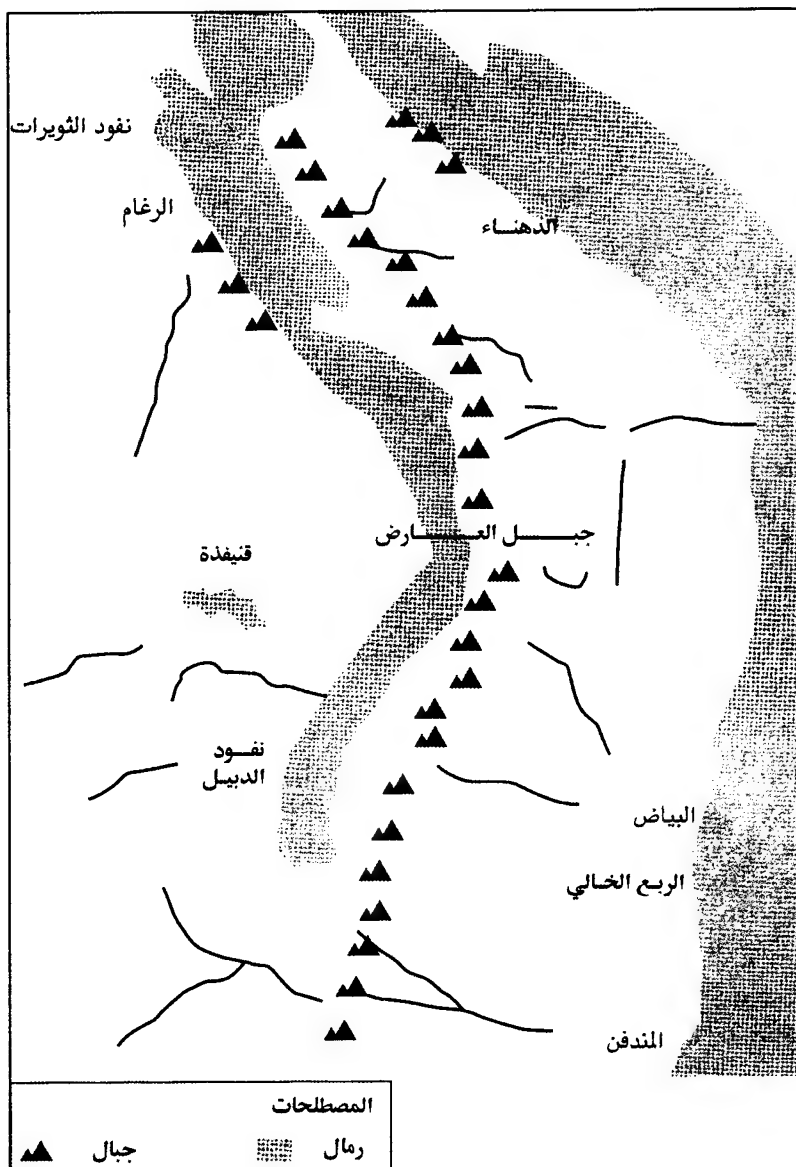 نفود الثويرات
الرغام
الدهناء
جبل العارض
قنيفذة
نفود
الدبيل
البياض
الربع الخالي
المندفن
المصطلحات
رمال
جبال